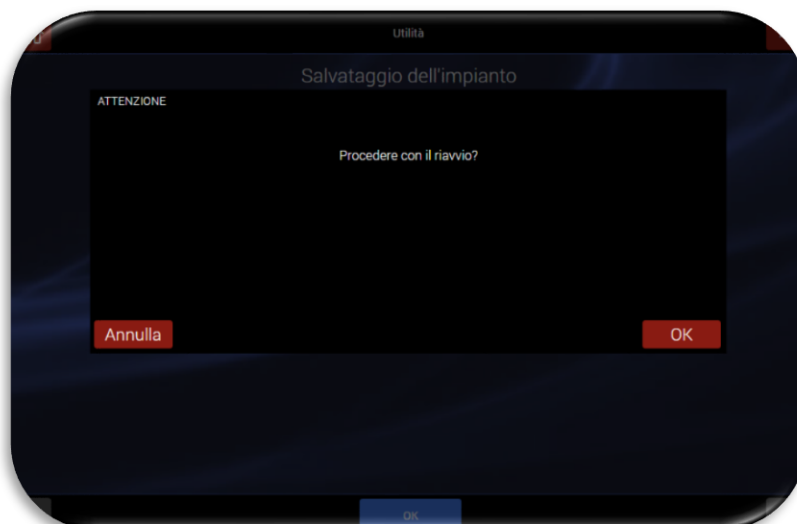 Utilità
Salvataggio dell'impianto
ATTENZIONE
Procedere con il riavvio?
Annulla
OK
OK